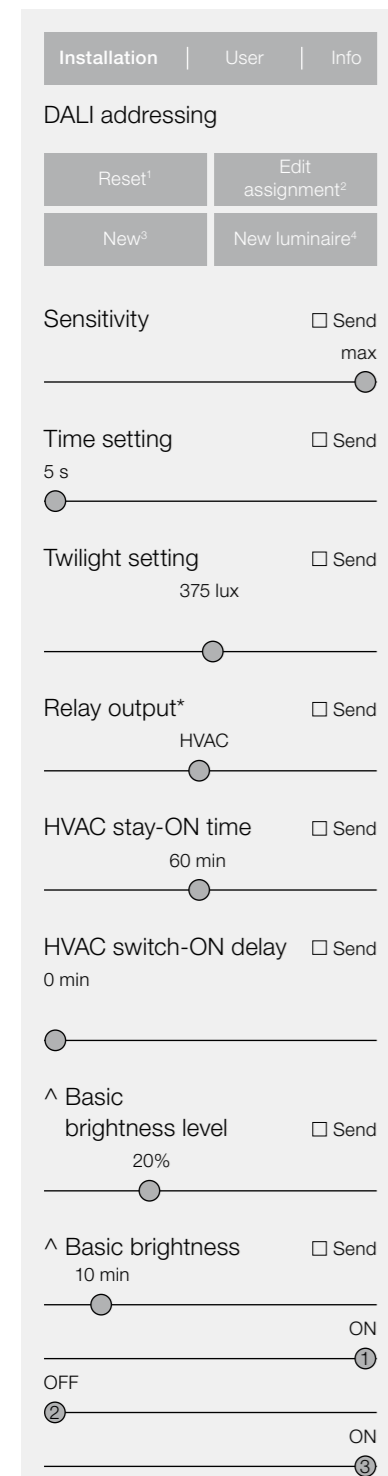 Installation | User | Info
DALI addressing
Reset¹
Edit
assignment²
New³
New luminaire⁴
Sensitivity □ Send
max
Time setting □ Send
5 s
Twilight setting □ Send
375 lux
Relay output* □ Send
HVAC
HVAC stay-ON time □ Send
60 min
HVAC switch-ON delay □ Send
0 min
^ Basic
brightness level □ Send
20%
^ Basic brightness □ Send
10 min
ON
1
OFF
2
ON
3